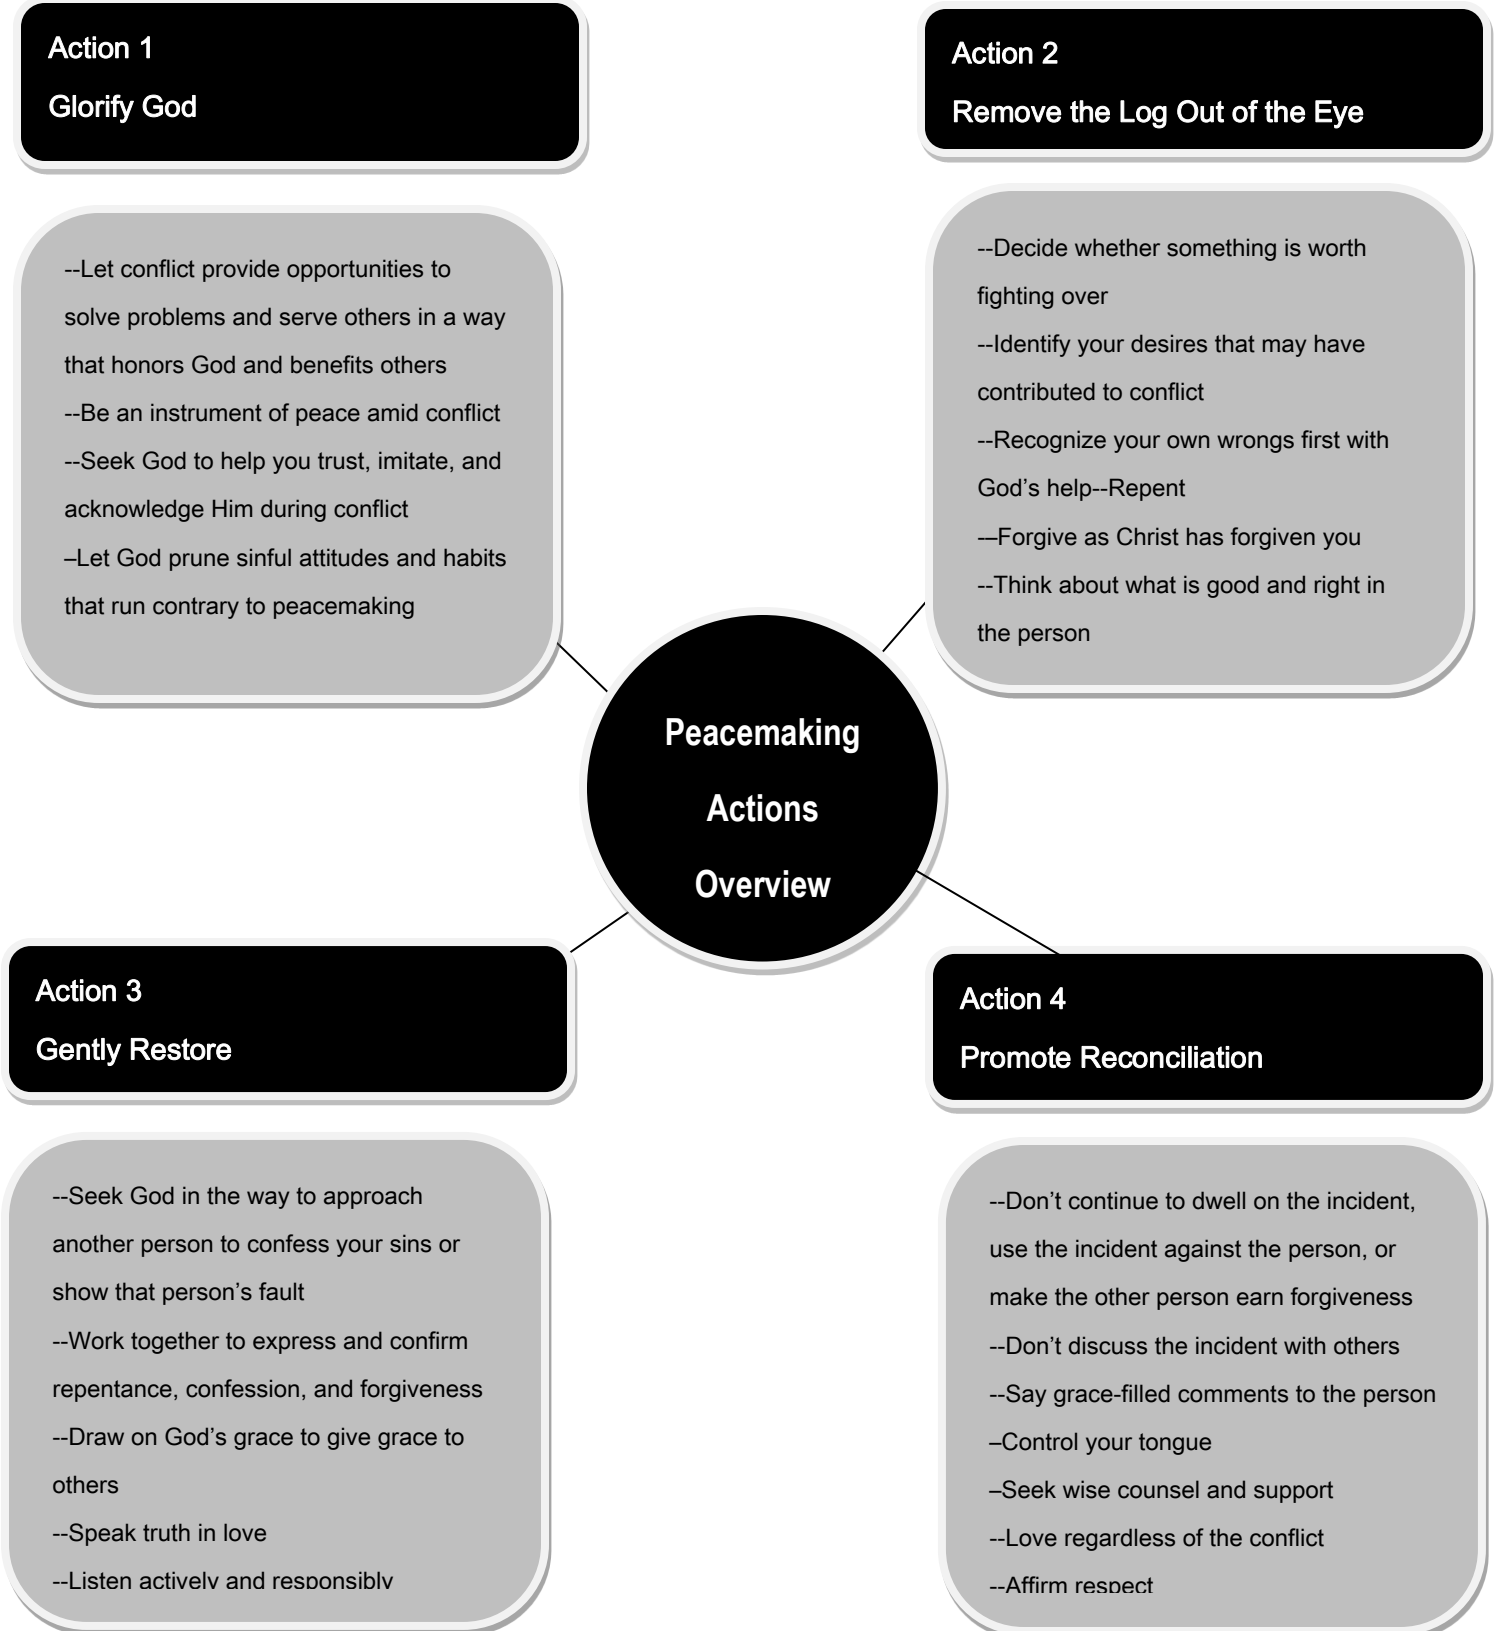 Action 1
Glorify God
--Let conflict provide opportunities to
solve problems and serve others in a way
that honors God and benefits others
--Be an instrument of peace amid conflict
--Seek God to help you trust, imitate, and
acknowledge Him during conflict
–Let God prune sinful attitudes and habits
that run contrary to peacemaking
Action 2
Remove the Log Out of the Eye
--Decide whether something is worth
fighting over
--Identify your desires that may have
contributed to conflict
--Recognize your own wrongs first with
God’s help--Repent
-–Forgive as Christ has forgiven you
--Think about what is good and right in
the person
Peacemaking
Actions
Overview
Action 3
Gently Restore
--Seek God in the way to approach
another person to confess your sins or
show that person’s fault
--Work together to express and confirm
repentance, confession, and forgiveness
--Draw on God’s grace to give grace to
others
--Speak truth in love
--Listen actively and responsibly
Action 4
Promote Reconciliation
--Don’t continue to dwell on the incident,
use the incident against the person, or
make the other person earn forgiveness
--Don’t discuss the incident with others
--Say grace-filled comments to the person
–Control your tongue
–Seek wise counsel and support
--Love regardless of the conflict
--Affirm respect